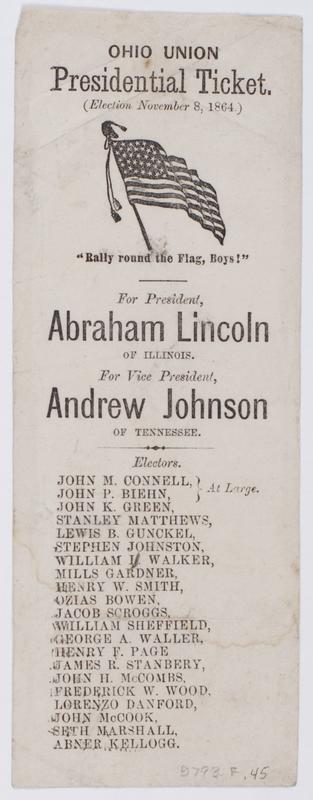 OHIO UNION
Presidential Ticket.
(Election November 8, 1864.)
"Rally round the Flag, Boys!"
For President,
Abraham Lincoln
OF ILLINOIS.
For Vice President,
Andrew Johnson
OF TENNESSEE.
Electors.
JOHN M. CONNELL,
JOHN P. BIEHN, } At Large.
JOHN K. GREEN,
STANLEY MATTHEWS,
LEWIS B. GUNCKEL,
STEPHEN JOHNSTON,
WILLIAM L. WALKER,
MILLS GARDNER,
HENRY W. SMITH,
OZIAS BOWEN,
JACOB SCROGGS,
WILLIAM SHEFFIELD,
GEORGE A. WALLER,
HENRY F. PAGE
JAMES R. STANBERY,
JOHN H. McCOMBS,
FREDERICK W. WOOD,
LORENZO DANFORD,
JOHN McCOOK,
SETH MARSHALL,
ABNER KELLOGG.
5793.F.45